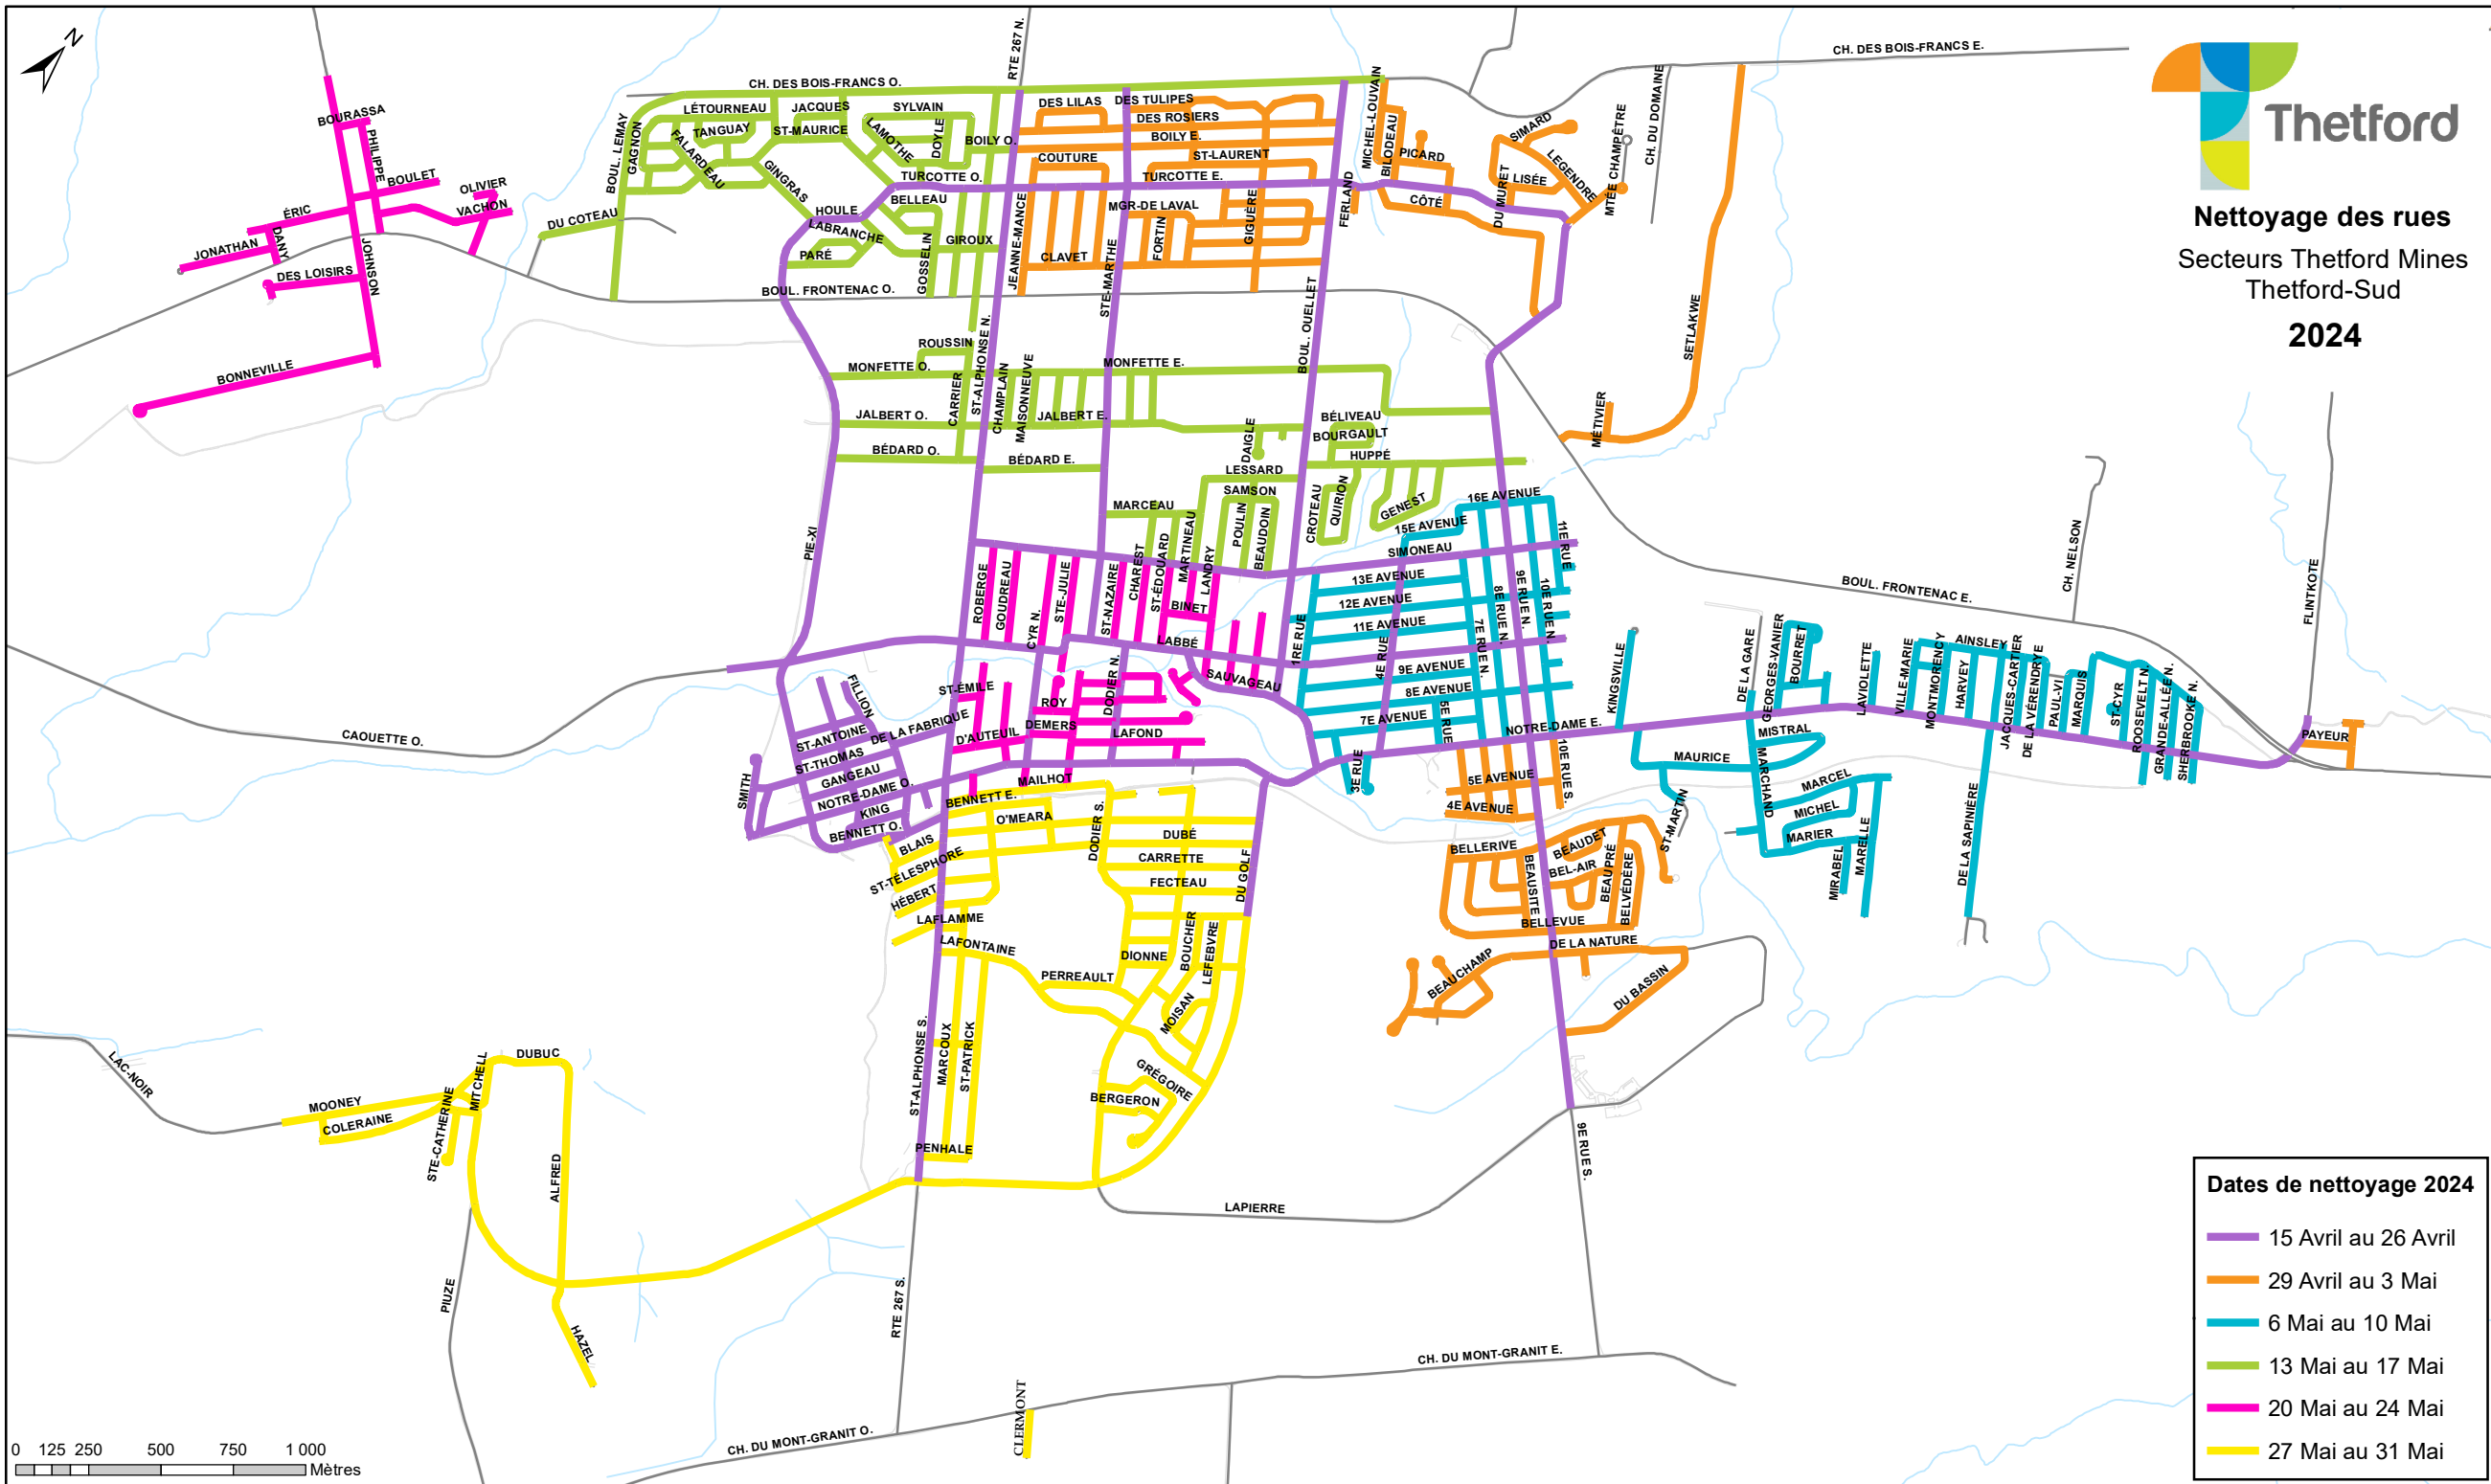 N
Thetford
Nettoyage des rues
Secteurs Thetford Mines
Thetford-Sud
2024
RTE 267 N.
CH. DES BOIS-FRANCS E.
CH. DES BOIS-FRANCS O.
BOURASSA
PHILIPPE
BOULET
OLIVIER
VACHON
ÉRIC
DANY
JONATHAN
DES LOISIRS
JOHNSON
BONNEVILLE
DU COTEAU
BOUL. LEMAY
GAGNON
LÉTOURNEAU
TANGUAY
FALARDEAU
JACQUES
ST-MAURICE
SYLVAIN
LAMOTHE
DOYLE
BOILY O.
GINGRAS
TURCOTTE O.
HOULE
BELLEAU
LABRANCHE
PARÉ
GOSSELIN
GIROUX
BOUL. FRONTENAC O.
DES LILAS
DES TULIPES
DES ROSIERS
BOILY E.
COUTURE
ST-LAURENT
TURCOTTE E.
MGR-DE LAVAL
JEANNE-MANCE
CLAVET
FORTIN
GIGUÈRE
STE-MARTHE
FERLAND
MICHEL-LOUVAIN
BILODEAU
PICARD
CÔTÉ
SIMARD
LEGENDRE
LISÉE
DU MURET
MTÉE CHAMPÊTRE
CH. DU DOMAINE
SETLAKWE
MÉTIVIER
BOUL. OUELLET
ROUSSIN
MONFETTE O.
MONFETTE E.
CARRIER
ST-ALPHONSE N.
CHAMPLAIN
MAISONNEUVE
JALBERT O.
JALBERT E.
BÉDARD O.
BÉDARD E.
DAIGLE
BÉLIVEAU
BOURGAULT
HUPPÉ
LESSARD
SAMSON
POULIN
BEAUDOIN
CROTEAU
QUIRION
GENEST
MARCEAU
PIE-XI
16E AVENUE
15E AVENUE
SIMONEAU
11E RUE
13E AVENUE
12E AVENUE
11E AVENUE
9E AVENUE
8E AVENUE
7E AVENUE
1RE RUE
4E RUE
5E RUE
3E RUE
7E RUE N.
8E RUE N.
9E RUE N.
10E RUE N.
ROBERGE
GOUDREAU
CYR N.
STE-JULIE
ST-NAZAIRE
CHAREST
ST-ÉDOUARD
MARTINEAU
LANDRY
BINET
LABBÉ
SAUVAGEAU
DODIER N.
ST-ÉMILE
ROY
DEMERS
D'AUTEUIL
LAFOND
MAILHOT
FILLION
ST-ANTOINE
DE LA FABRIQUE
ST-THOMAS
GANGEAU
NOTRE-DAME O.
KING
BENNETT O.
SMITH
CAOUETTE O.
BENNETT E.
O'MEARA
BLAIS
ST-TÉLESPHORE
HÉBERT
LAFLAMME
LAFONTAINE
DODIER S.
DUBÉ
CARRETTE
FECTEAU
DU GOLF
BOUCHER
LEFEBVRE
DIONNE
PERREAULT
MOISAN
GRÉGOIRE
BERGERON
MARCOUX
ST-PATRICK
ST-ALPHONSE S.
PENHALE
LAPIERRE
NOTRE-DAME E.
5E AVENUE
4E AVENUE
10E RUE S.
BELLERIVE
BEAUDET
BEL-AIR
BEAUSITE
BEAUPRÉ
BELVÉDÈRE
BELLEVUE
DE LA NATURE
BEAUCHAMP
DU BASSIN
ST-MARTIN
9E RUE S.
KINGSVILLE
DE LA GARE
GEORGES-VANIER
BOURRET
MISTRAL
MAURICE
MARCHAND
MARCEL
MICHEL
MARIER
MIRABEL
MARELLE
LAVIOLETTE
VILLE-MARIE
MONTMORENCY
AINSLEY
HARVEY
JACQUES-CARTIER
DE LA VÉRENDRYE
PAUL-VI
MARQUIS
ST-CYR
ROOSEVELT N.
GRANDE-ALLÉE N.
SHERBROOKE N.
DE LA SAPINIÈRE
BOUL. FRONTENAC E.
CH. NELSON
FLINTKOTE
PAYEUR
LAC-NOIR
MOONEY
COLERAINE
STE-CATHERINE
MITCHELL
DUBUC
ALFRED
PIUZE
HAZEL
RTE 267 S.
CH. DU MONT-GRANIT O.
CH. DU MONT-GRANIT E.
CLERMONT
0 125 250 500 750 1 000
Mètres
Dates de nettoyage 2024
15 Avril au 26 Avril
29 Avril au 3 Mai
6 Mai au 10 Mai
13 Mai au 17 Mai
20 Mai au 24 Mai
27 Mai au 31 Mai